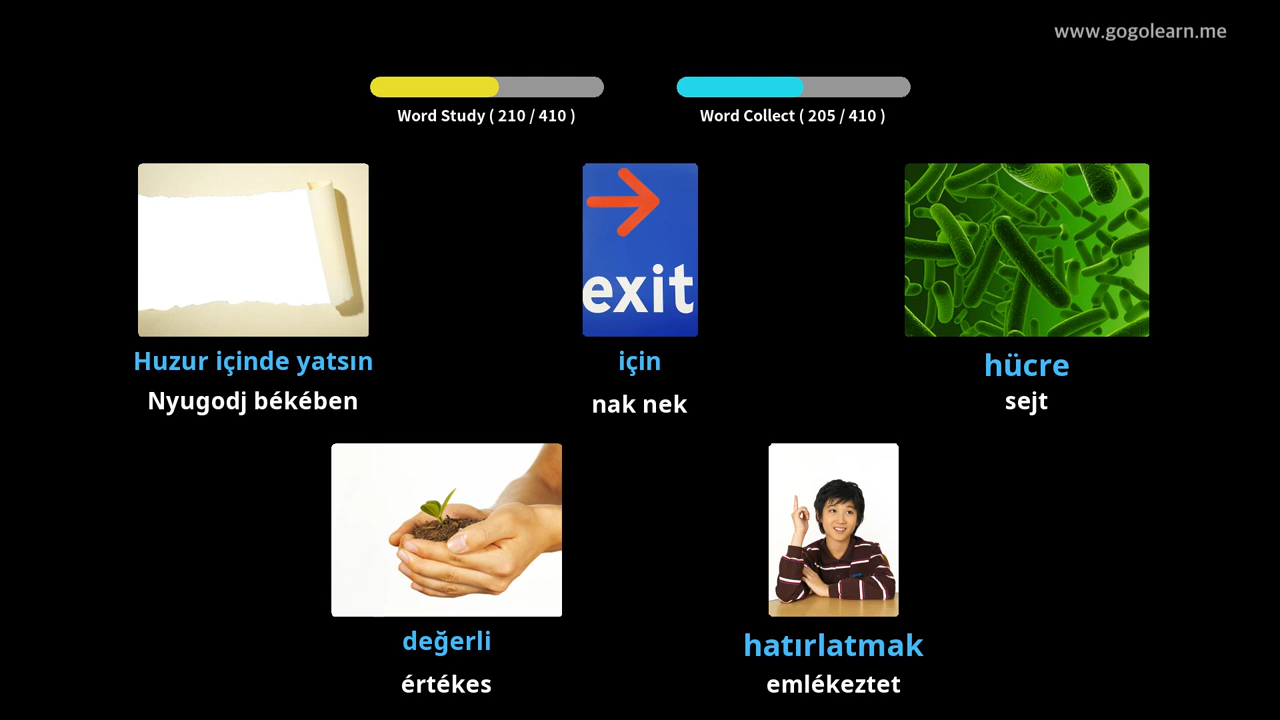 www.gogolearn.me
Word Study ( 210 / 410 )
Word Collect ( 205 / 410 )
exit
Huzur içinde yatsın
Nyugodj békében
için
nak nek
hücre
sejt
değerli
értékes
hatırlatmak
emlékeztet